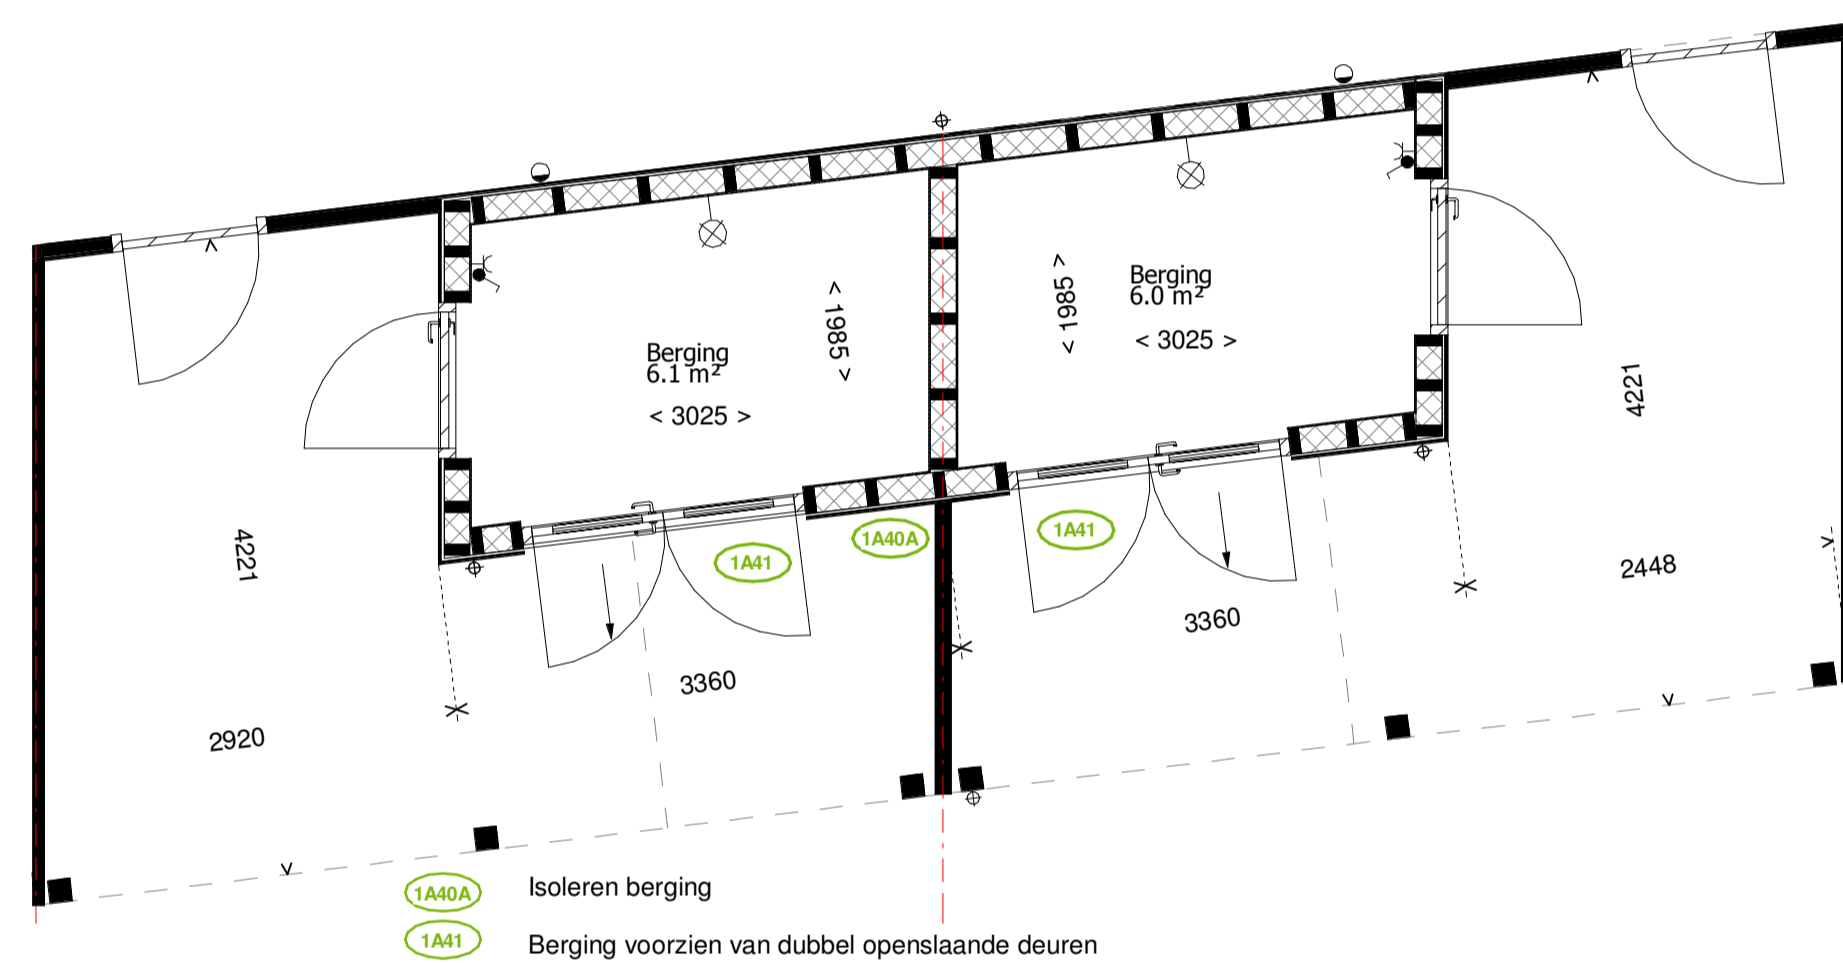 Berging
6.0 m²
< 1985 >
< 3025 >
Berging
6.1 m²
< 1985 >
< 3025 >
4221
4221
1A41
1A40A
1A41
2448
3360
3360
2920
1A40A Isoleren berging
1A41 Berging voorzien van dubbel openslaande deuren